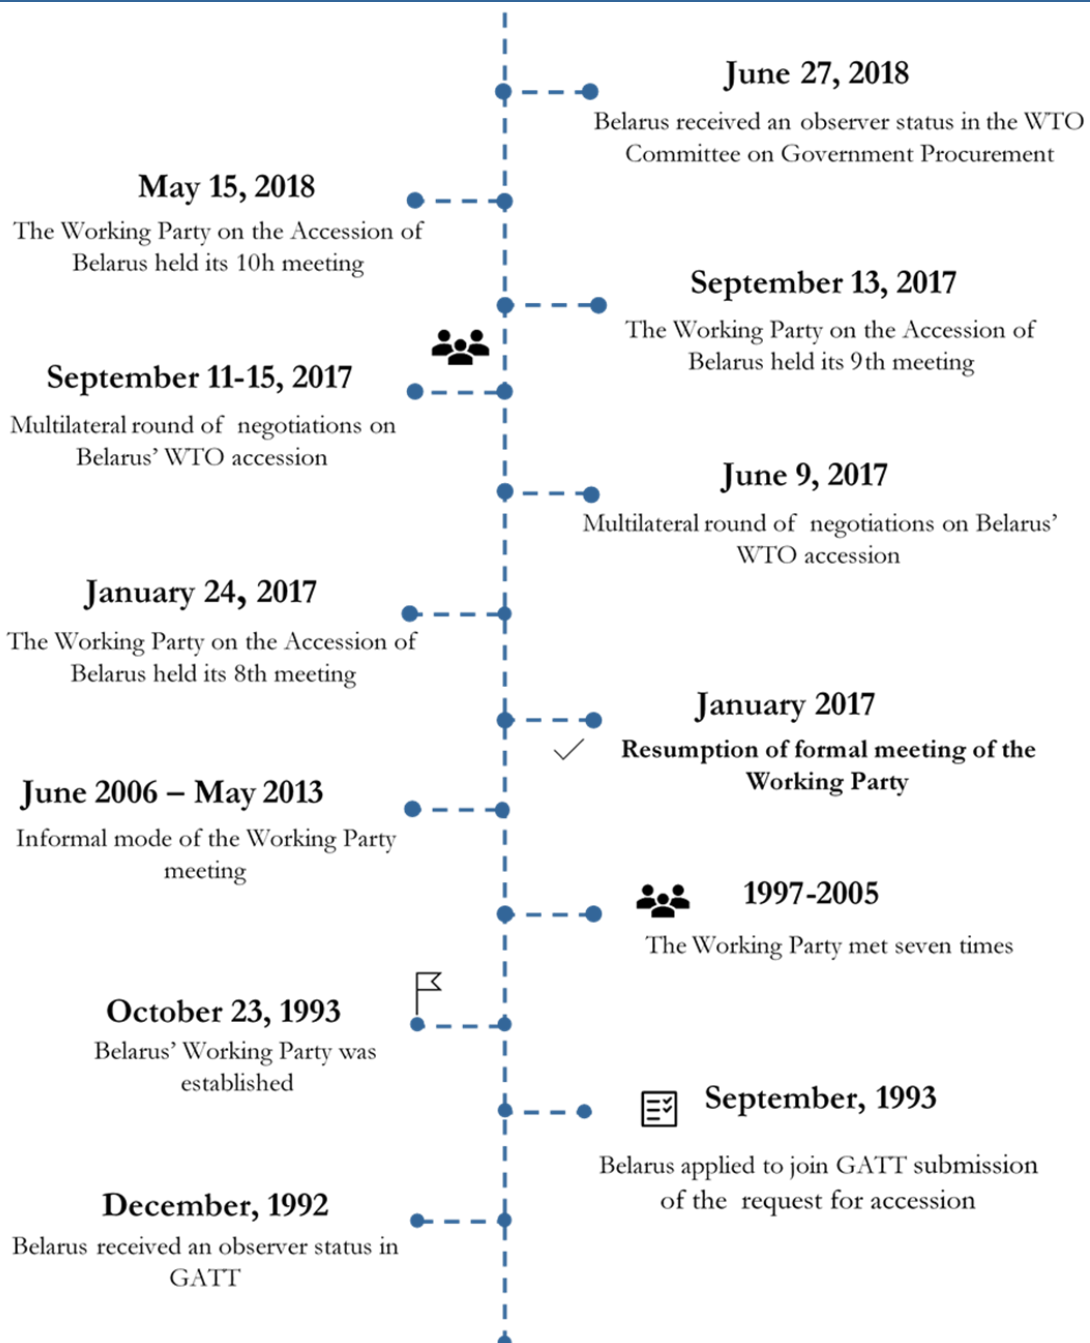 June 27, 2018
Belarus received an observer status in the WTO
Committee on Government Procurement
May 15, 2018
The Working Party on the Accession of
Belarus held its 10h meeting
September 13, 2017
The Working Party on the Accession of
Belarus held its 9th meeting
September 11-15, 2017
Multilateral round of negotiations on
Belarus’ WTO accession
June 9, 2017
Multilateral round of negotiations on Belarus’
WTO accession
January 24, 2017
The Working Party on the Accession of
Belarus held its 8th meeting
January 2017
Resumption of formal meeting of the
Working Party
June 2006 – May 2013
Informal mode of the Working Party
meeting
1997-2005
The Working Party met seven times
October 23, 1993
Belarus’ Working Party was
established
September, 1993
Belarus applied to join GATT submission
of the request for accession
December, 1992
Belarus received an observer status in
GATT